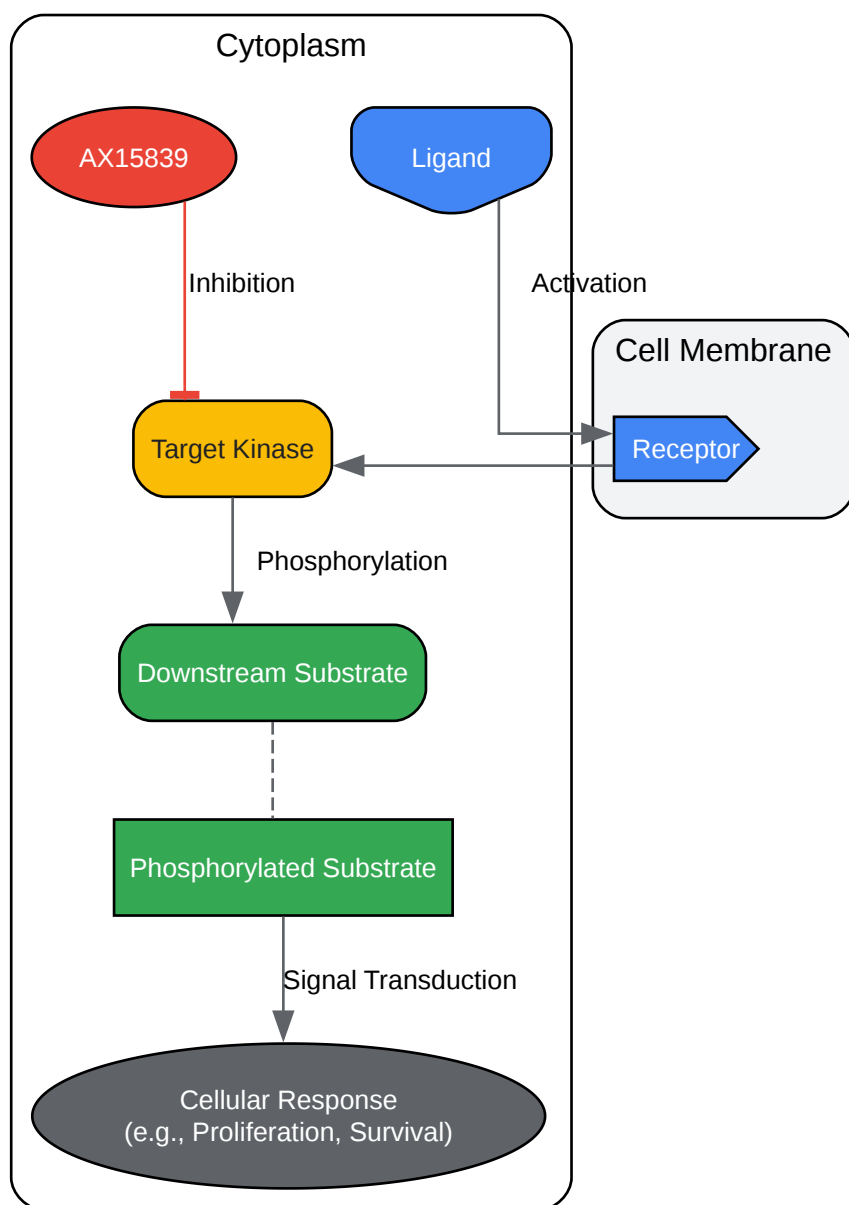 Cytoplasm
AX15839
Ligand
Inhibition
Activation
Cell Membrane
Target Kinase
Receptor
Phosphorylation
Downstream Substrate
Phosphorylated Substrate
Signal Transduction
Cellular Response
(e.g., Proliferation, Survival)